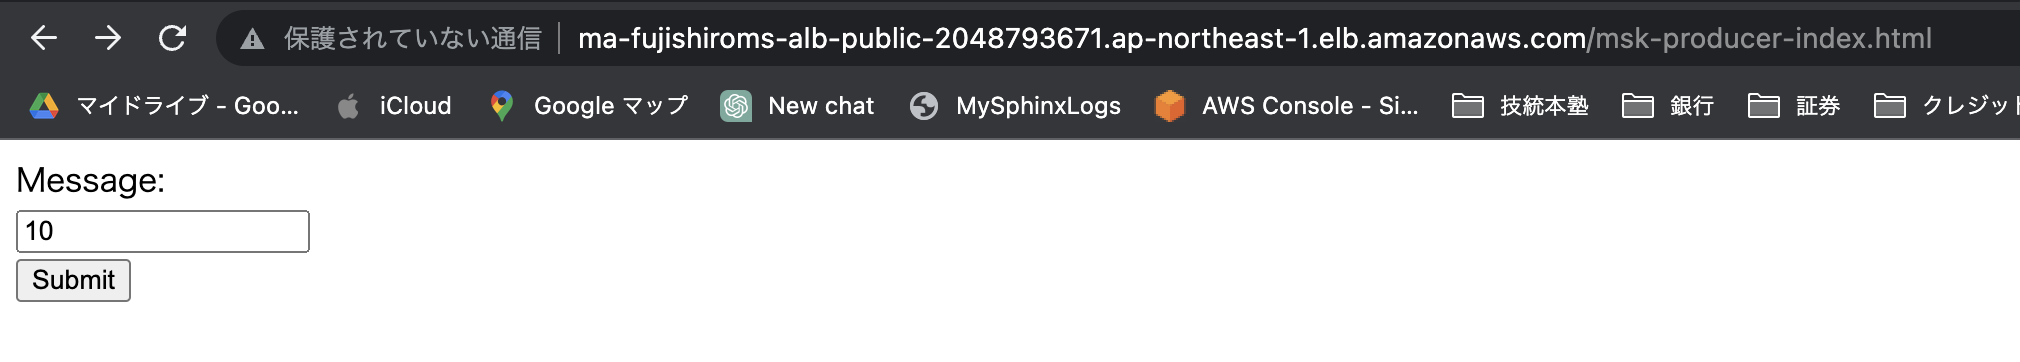 保護されていない通信 ma-fujishiroms-alb-public-2048793671.ap-northeast-1.elb.amazonaws.com/msk-producer-index.html
マイドライブ - Goo... iCloud Google マップ New chat MySphinxLogs AWS Console - Si... 技統本塾 銀行 証券 クレジット
Message:
10
Submit